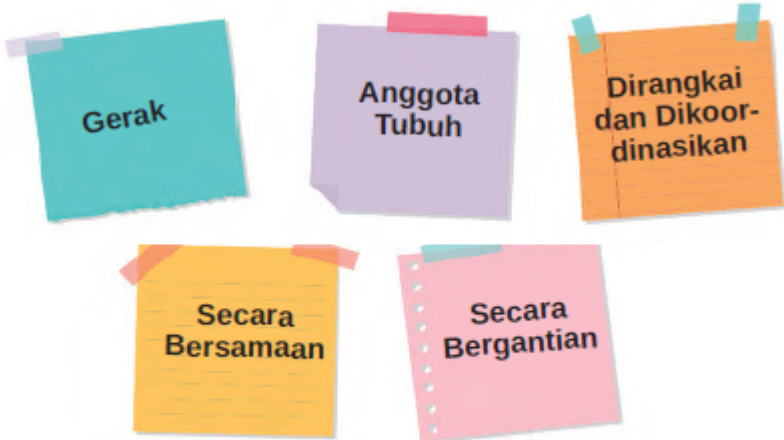 Gerak
Anggota
Tubuh
Dirangkai
dan Dikoor-
dinasikan
Secara
Bersamaan
Secara
Bergantian